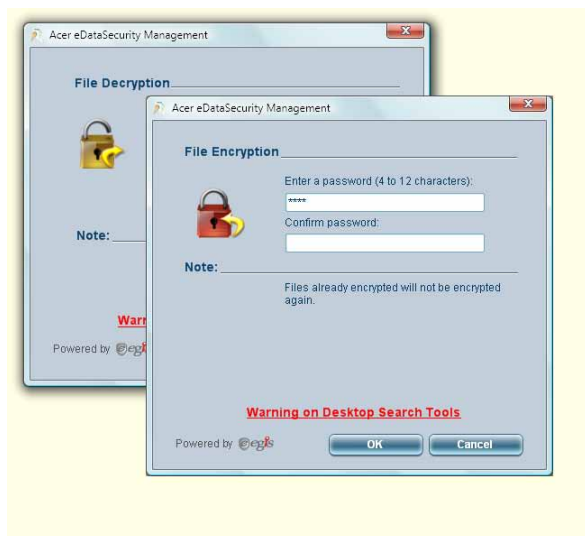 Acer eDataSecurity Management
File Decryption
Note:
Warr
Powered by egi
Acer eDataSecurity Management
File Encryption
Enter a password (4 to 12 characters):
****
Confirm password:
Note:
Files already encrypted will not be encrypted
again.
Warning on Desktop Search Tools
Powered by egis
OK
Cancel